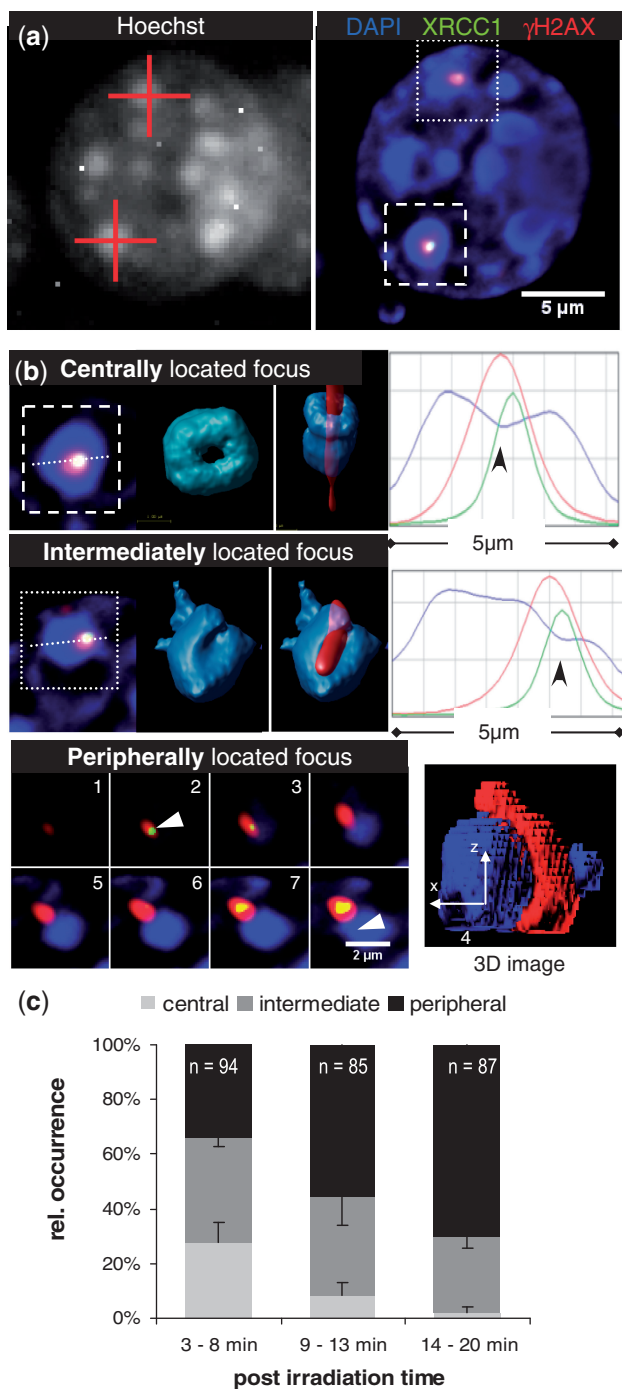 (a) Hoechst
DAPI XRCC1 γH2AX
5 µm
(b) Centrally located focus
5µm
Intermediately located focus
5µm
Peripherally located focus
1 2 3
5 6 7
2 µm
z
x
4
3D image
(c) central intermediate peripheral
rel. occurrence
100%
80%
60%
40%
20%
0%
n = 94 n = 85 n = 87
3 - 8 min 9 - 13 min 14 - 20 min
post irradiation time